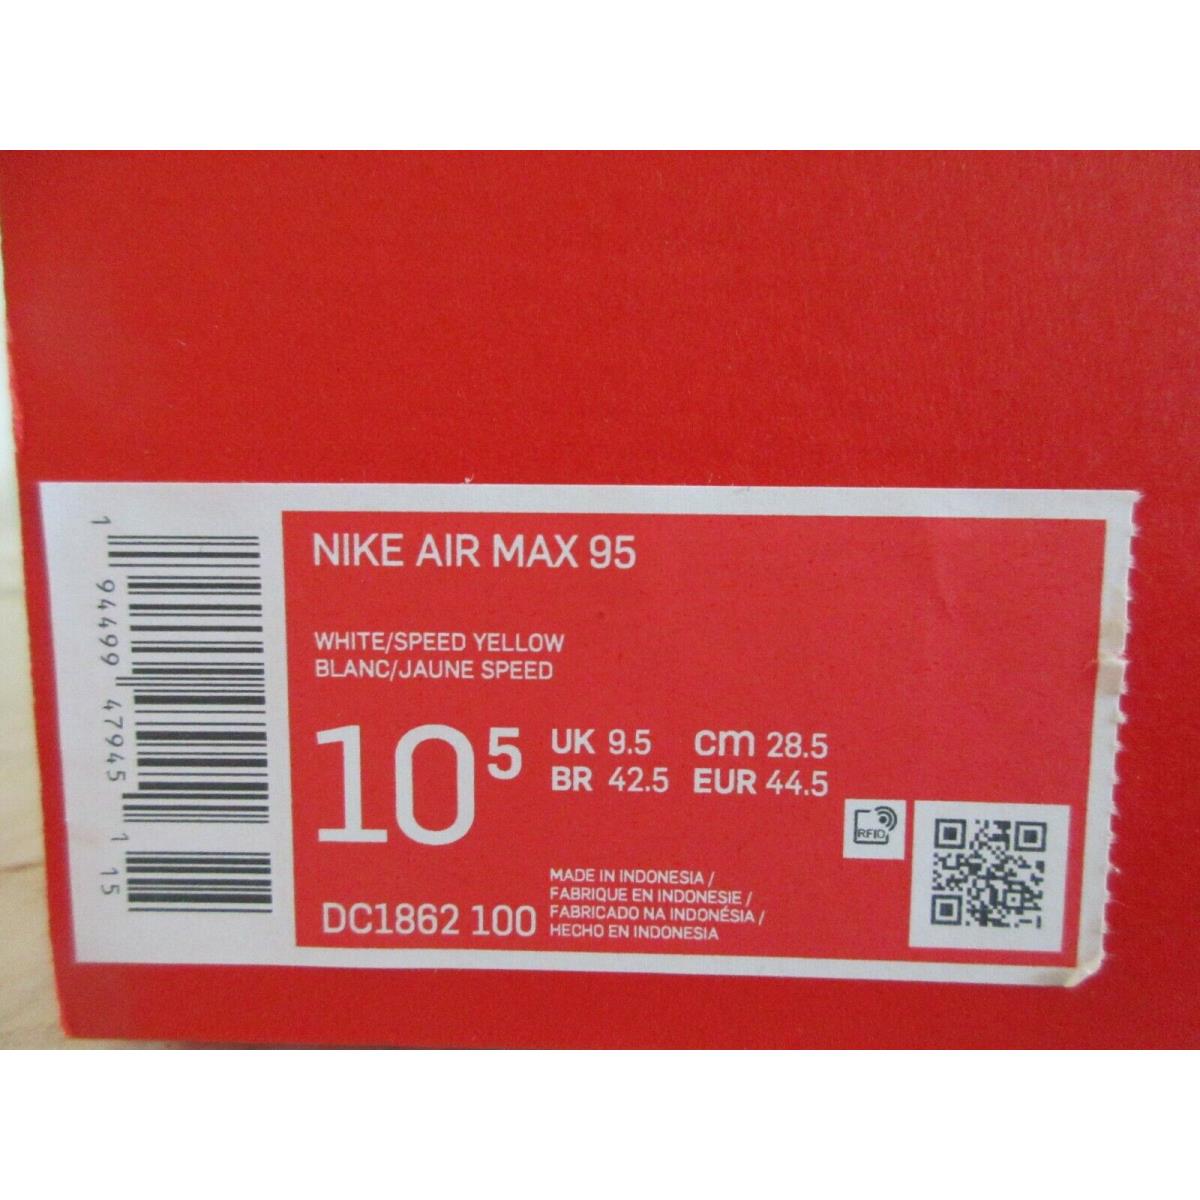 NIKE AIR MAX 95
WHITE/SPEED YELLOW
BLANC/JAUNE SPEED
10 5
UK 9.5 cm 28.5
BR 42.5 EUR 44.5
RFID
MADE IN INDONESIA /
FABRIQUE EN INDONESIE /
FABRICADO NA INDONÉSIA /
HECHO EN INDONESIA
DC1862 100
1 94499 47945 1 15